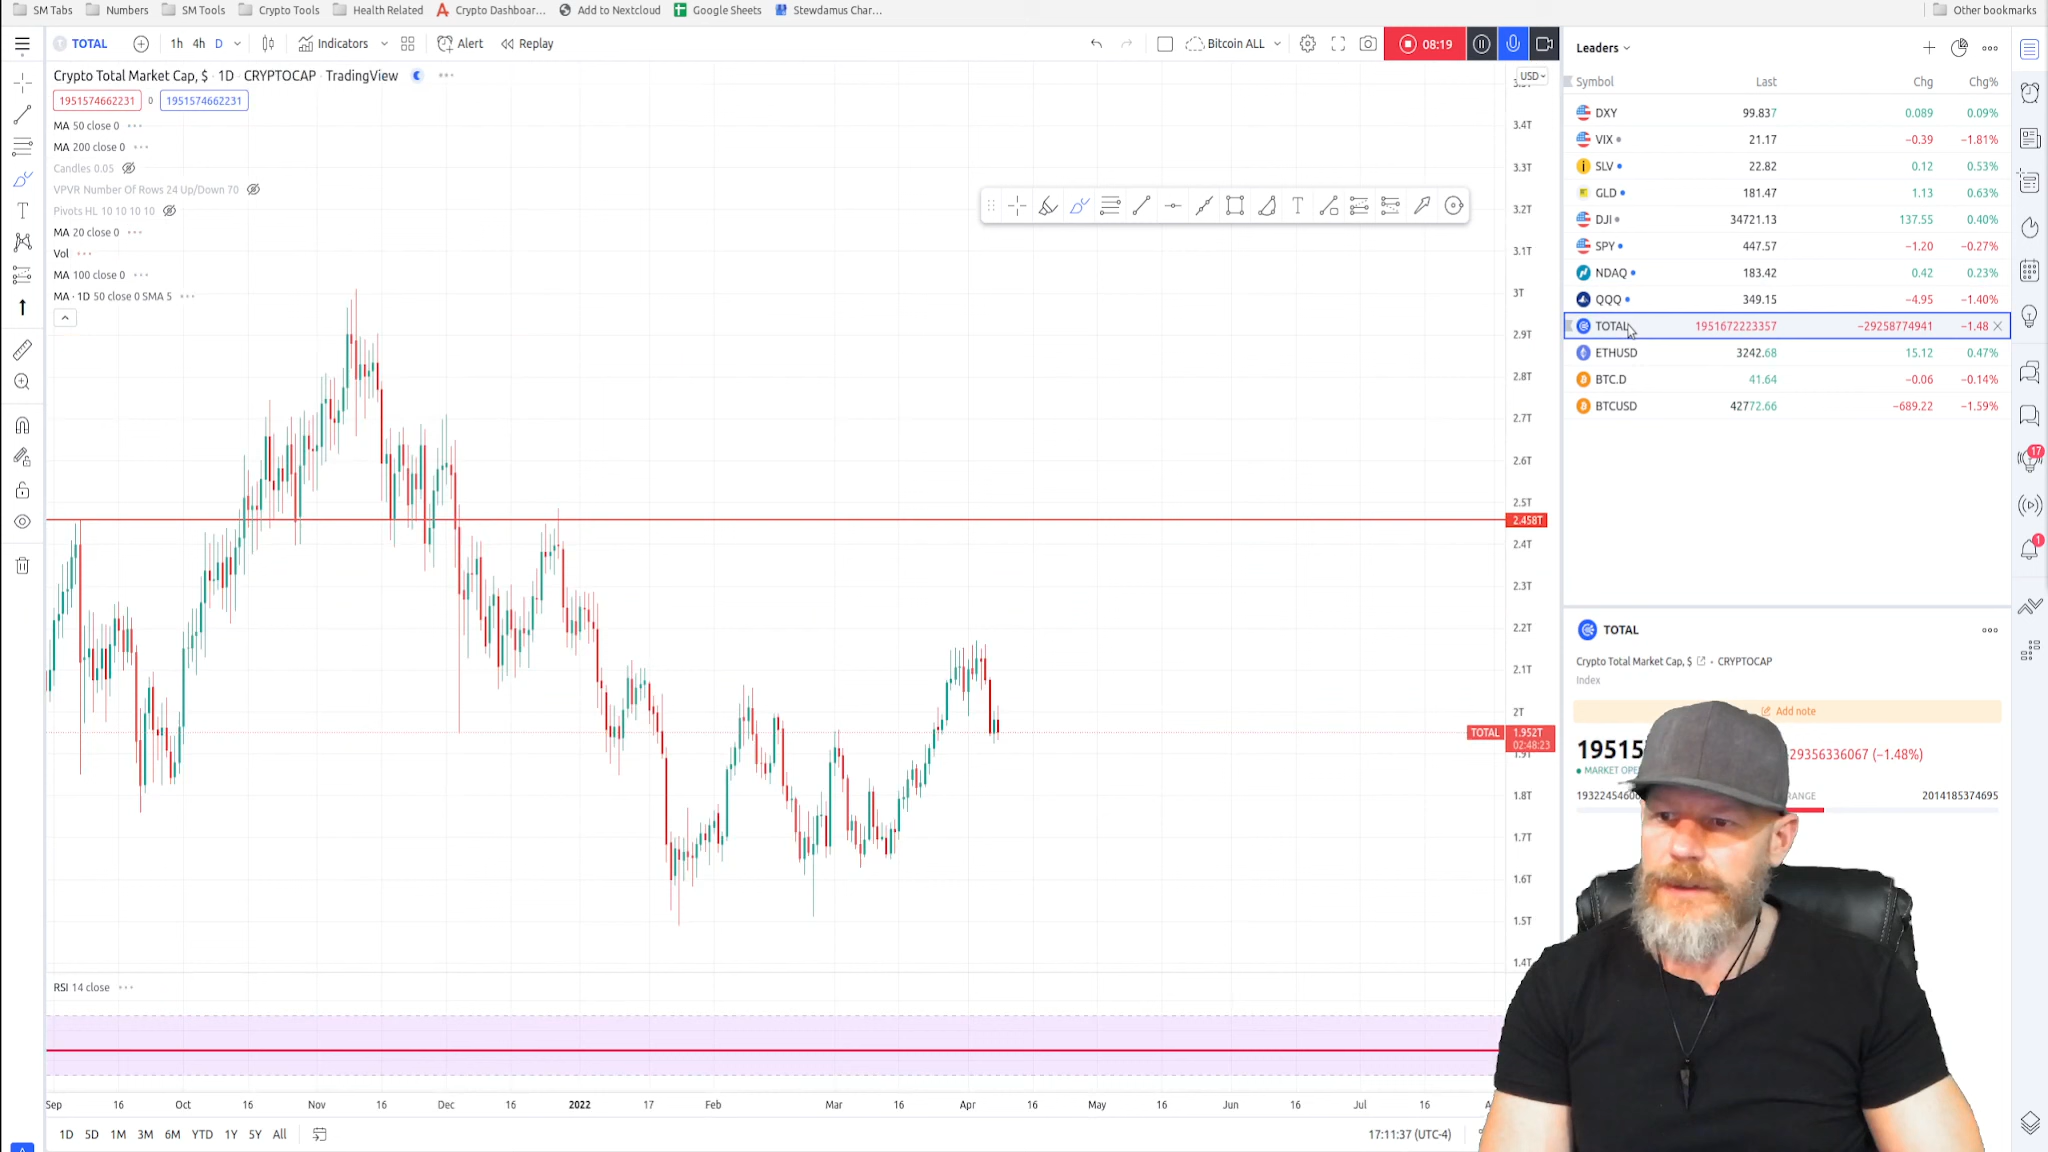 SM Tabs Numbers SM Tools Crypto Tools Health Related Crypto Dashboar... Add to Nextcloud Google Sheets Stewdamus Char... Other bookmarks
TOTAL 1h 4h D Indicators Alert Replay Bitcoin ALL 08:19
Crypto Total Market Cap, $ · 1D · CRYPTOCAP · TradingView
1951574662231 0 1951574662231
MA 50 close 0
MA 200 close 0
Candles 0.05
VPVR Number Of Rows 24 Up/Down 70
Pivots HL 10 10 10 10
MA 20 close 0
Vol
MA 100 close 0
MA · 1D 50 close 0 SMA 5
USD
3.4T
3.3T
3.2T
3.1T
3T
2.9T
2.8T
2.7T
2.6T
2.5T
2.458T
2.4T
2.3T
2.2T
2.1T
2T
TOTAL 1.952T
02:48:23
1.8T
1.7T
1.6T
1.5T
1.4T
RSI 14 close
Sep 16 Oct 16 Nov 16 Dec 16 2022 17 Feb Mar 16 Apr 16 May 16 Jun 16 Jul 16
1D 5D 1M 3M 6M YTD 1Y 5Y All 17:11:37 (UTC-4)
Leaders
Symbol Last Chg Chg%
DXY 99.837 0.089 0.09%
VIX 21.17 −0.39 −1.81%
SLV 22.82 0.12 0.53%
GLD 181.47 1.13 0.63%
DJI 34721.13 137.55 0.40%
SPY 447.57 −1.20 −0.27%
NDAQ 183.42 0.42 0.23%
QQQ 349.15 −4.95 −1.40%
TOTAL 1951672223357 −29258774941 −1.48
ETHUSD 3242.68 15.12 0.47%
BTC.D 41.64 −0.06 −0.14%
BTCUSD 42772.66 −689.22 −1.59%
17
1
TOTAL
Crypto Total Market Cap, $ · CRYPTOCAP
Index
Add note
19515 29356336067 (−1.48%)
MARKET OPE
RANGE 2014185374695